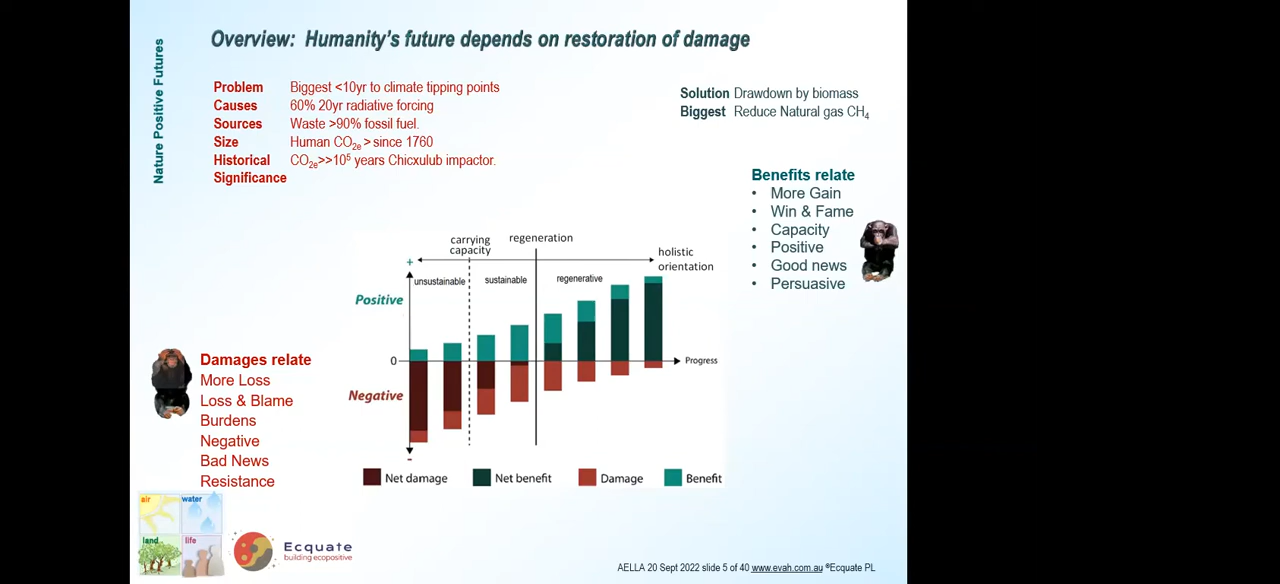 Overview: Humanity's future depends on restoration of damage
Nature Positive Futures
Problem Biggest <10yr to climate tipping points
Causes 60% 20yr radiative forcing
Sources Waste >90% fossil fuel.
Size Human CO2e > since 1760
Historical CO2e>>10⁵ years Chicxulub impactor.
Significance
Solution Drawdown by biomass
Biggest Reduce Natural gas CH4
Benefits relate
• More Gain
• Win & Fame
• Capacity
• Positive
• Good news
• Persuasive
carrying
capacity
regeneration
holistic
orientation
+
unsustainable
sustainable
regenerative
Positive
0
Progress
Negative
-
Net damage
Net benefit
Damage
Benefit
Damages relate
More Loss
Loss & Blame
Burdens
Negative
Bad News
Resistance
air
water
land
life
Ecquate
building ecopositive
AELLA 20 Sept 2022 slide 5 of 40 www.evah.com.au ®Ecquate PL